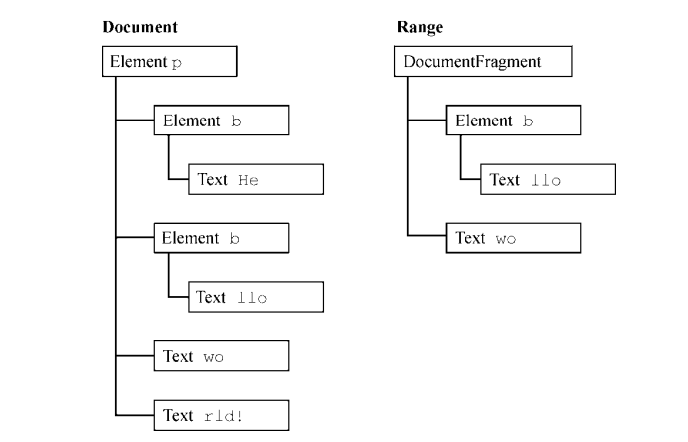 Document
Element p
Element b
Text He
Element b
Text llo
Text wo
Text rld!
Range
DocumentFragment
Element b
Text llo
Text wo